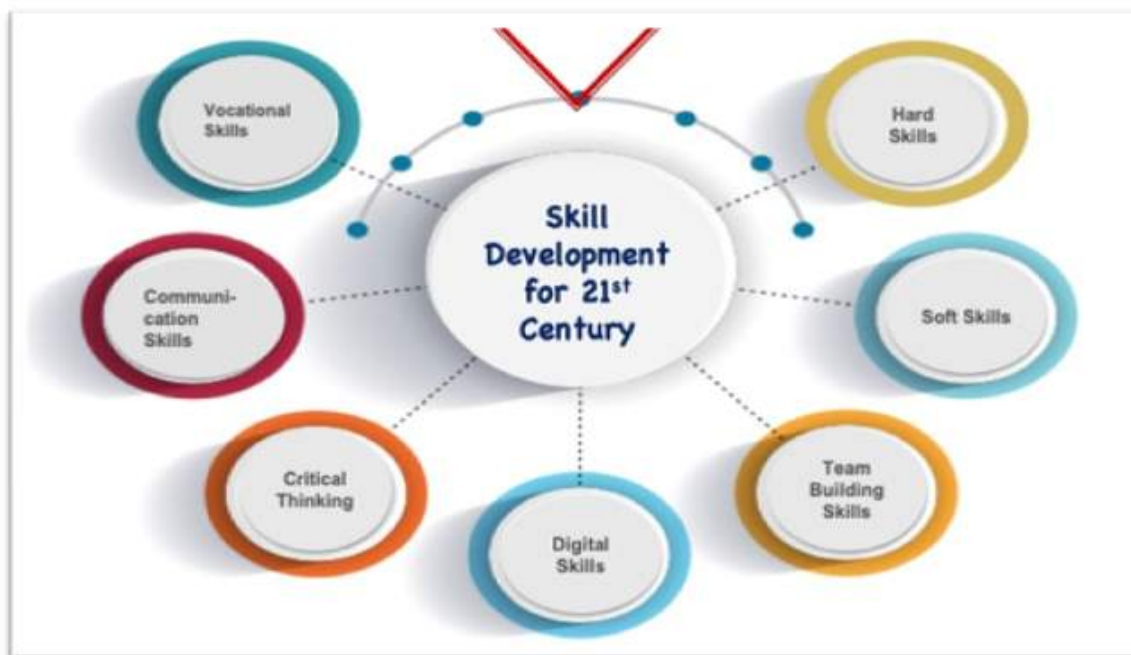 Vocational
Skills
Hard
Skills
Skill
Development
for 21st
Century
Communi-
cation
Skills
Soft Skills
Critical
Thinking
Team
Building
Skills
Digital
Skills